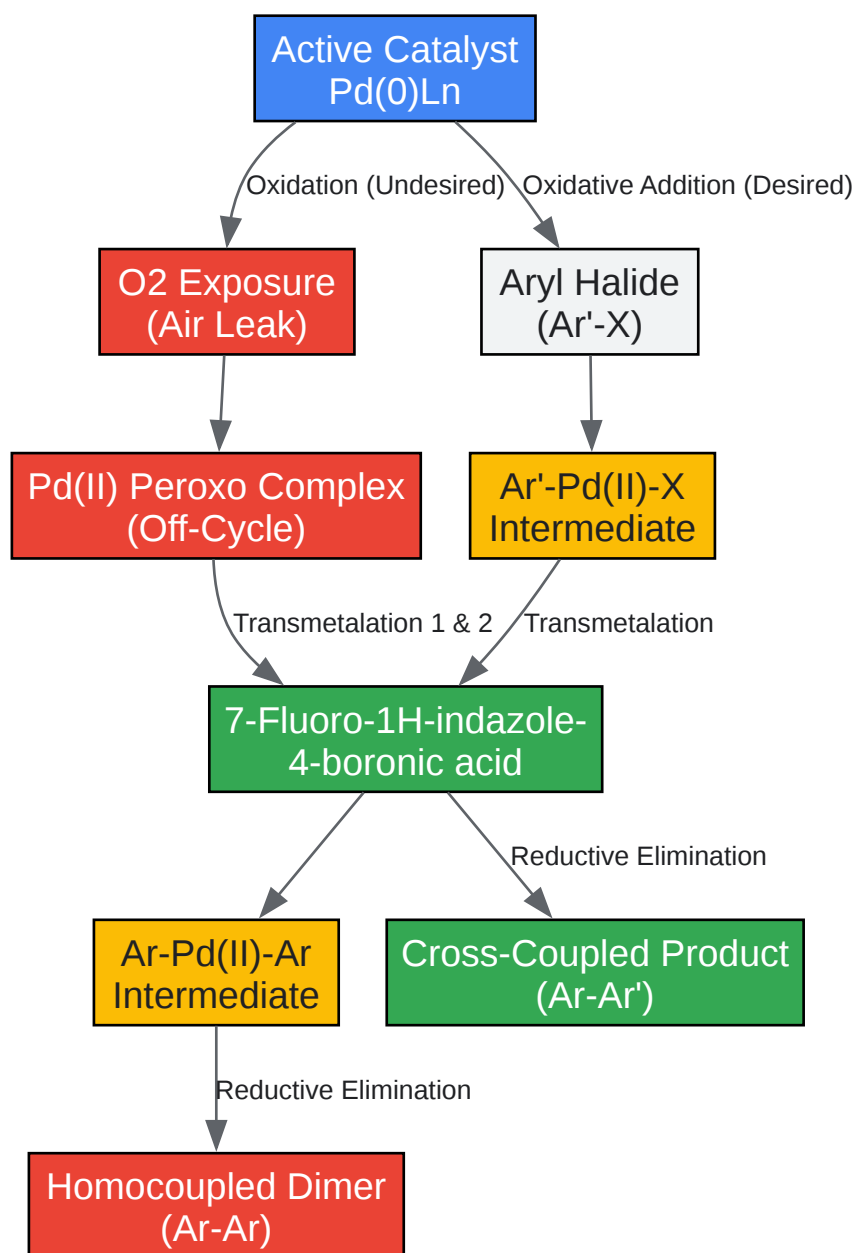 Active Catalyst
Pd(0)Ln
Oxidation (Undesired)
Oxidative Addition (Desired)
O2 Exposure
(Air Leak)
Aryl Halide
(Ar'-X)
Pd(II) Peroxo Complex
(Off-Cycle)
Ar'-Pd(II)-X
Intermediate
Transmetalation 1 & 2
Transmetalation
7-Fluoro-1H-indazole-
4-boronic acid
Reductive Elimination
Ar-Pd(II)-Ar
Intermediate
Cross-Coupled Product
(Ar-Ar')
Reductive Elimination
Homocoupled Dimer
(Ar-Ar)